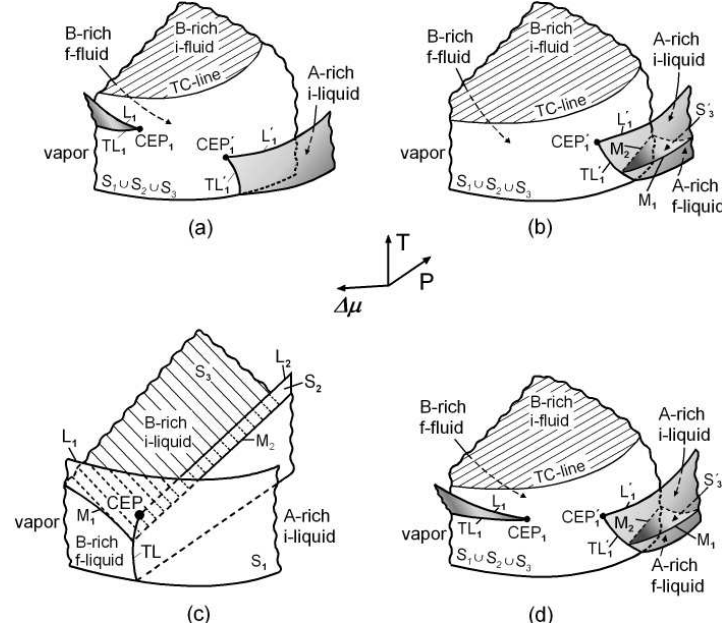 B-rich
f-fluid
B-rich
i-fluid
TC-line
A-rich
i-liquid
L₁
TL₁
CEP₁
CEP₁′
L₁′
TL₁′
vapor
S₁∪S₂∪S₃
(a)
B-rich
f-fluid
B-rich
i-fluid
TC-line
A-rich
i-liquid
L₁′
S₃′
CEP₁′
M₂
TL₁′
vapor
S₁∪S₂∪S₃
M₁
A-rich
f-liquid
(b)
T
P
Δμ
L₂
S₂
S₃
B-rich
i-liquid
L₁
M₂
CEP
M₁
vapor
B-rich
f-liquid
TL
A-rich
i-liquid
S₁
(c)
B-rich
f-fluid
B-rich
i-fluid
TC-line
A-rich
i-liquid
L₁
L₁′
S₃′
TL₁
CEP₁
CEP₁′
M₂
TL₁′
vapor
S₁∪S₂∪S₃
M₁
A-rich
f-liquid
(d)